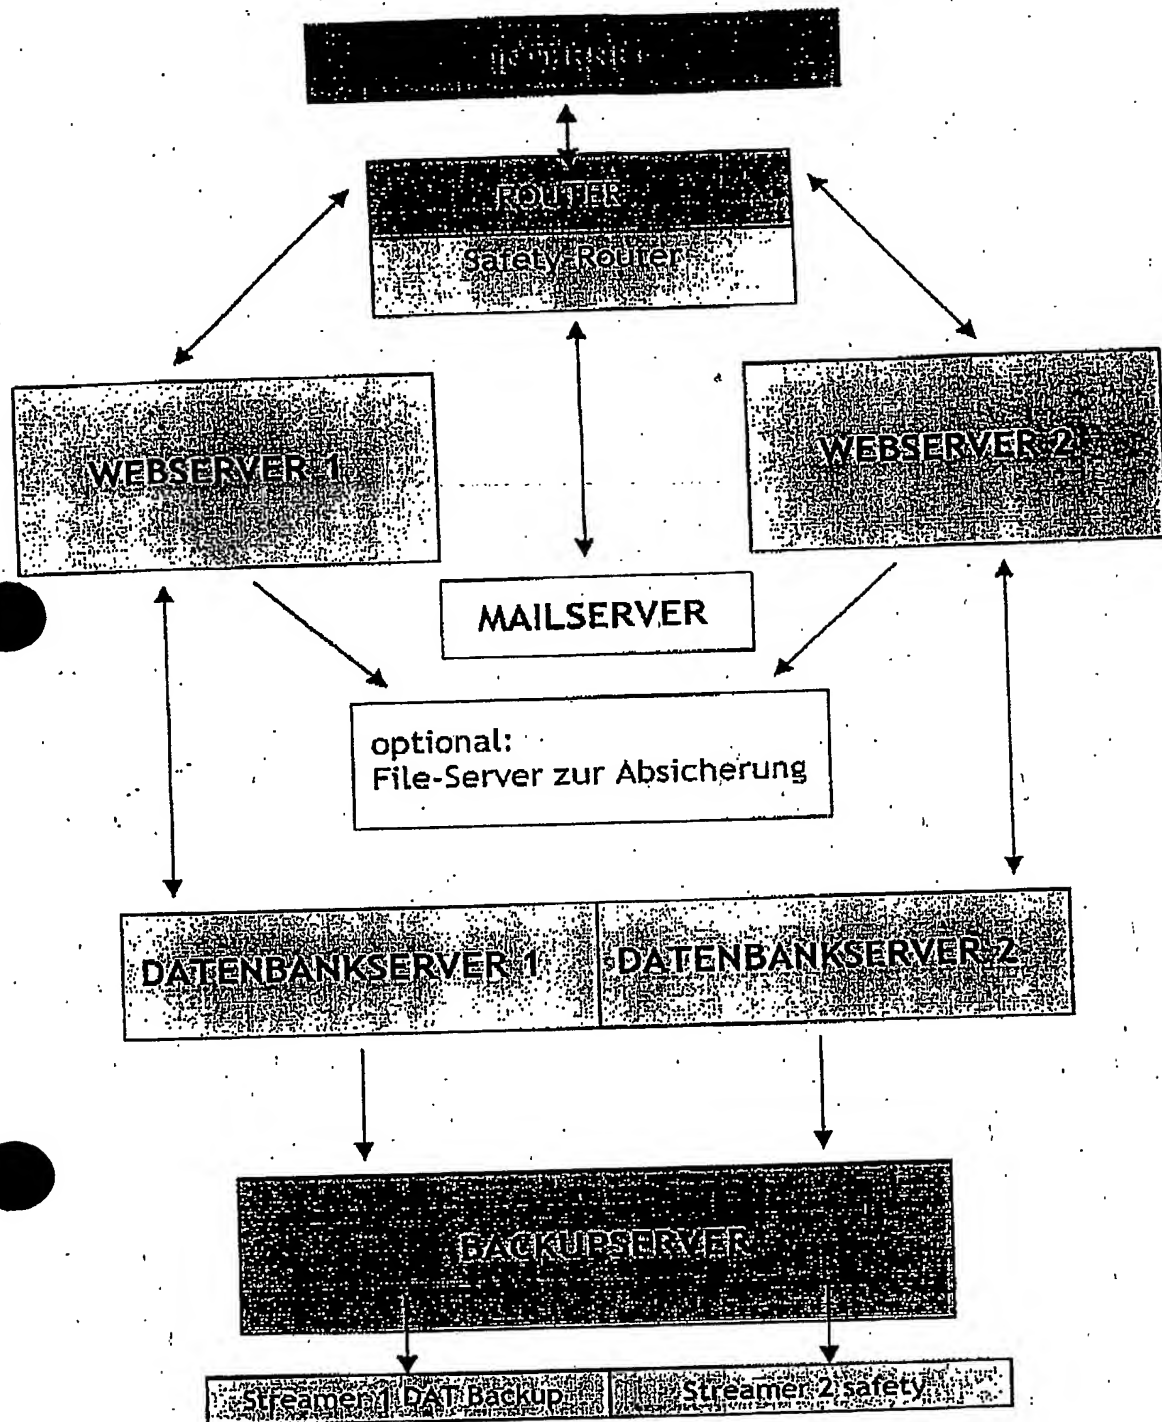 INTERNET
ROUTER
Safety-Router
WEBSERVER 1
WEBSERVER 2
MAILSERVER
optional:
File-Server zur Absicherung
DATENBANKSERVER 1
DATENBANKSERVER 2
BACKUPSERVER
Streamer 1 DAT Backup
Streamer 2 safety